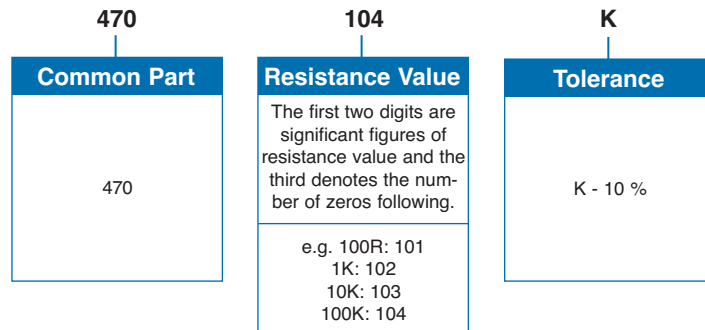 470 104 K
Common Part
470
Resistance Value
The first two digits are
significant figures of
resistance value and the
third denotes the num-
ber of zeros following.
e.g. 100R: 101
1K: 102
10K: 103
100K: 104
Tolerance
K - 10 %